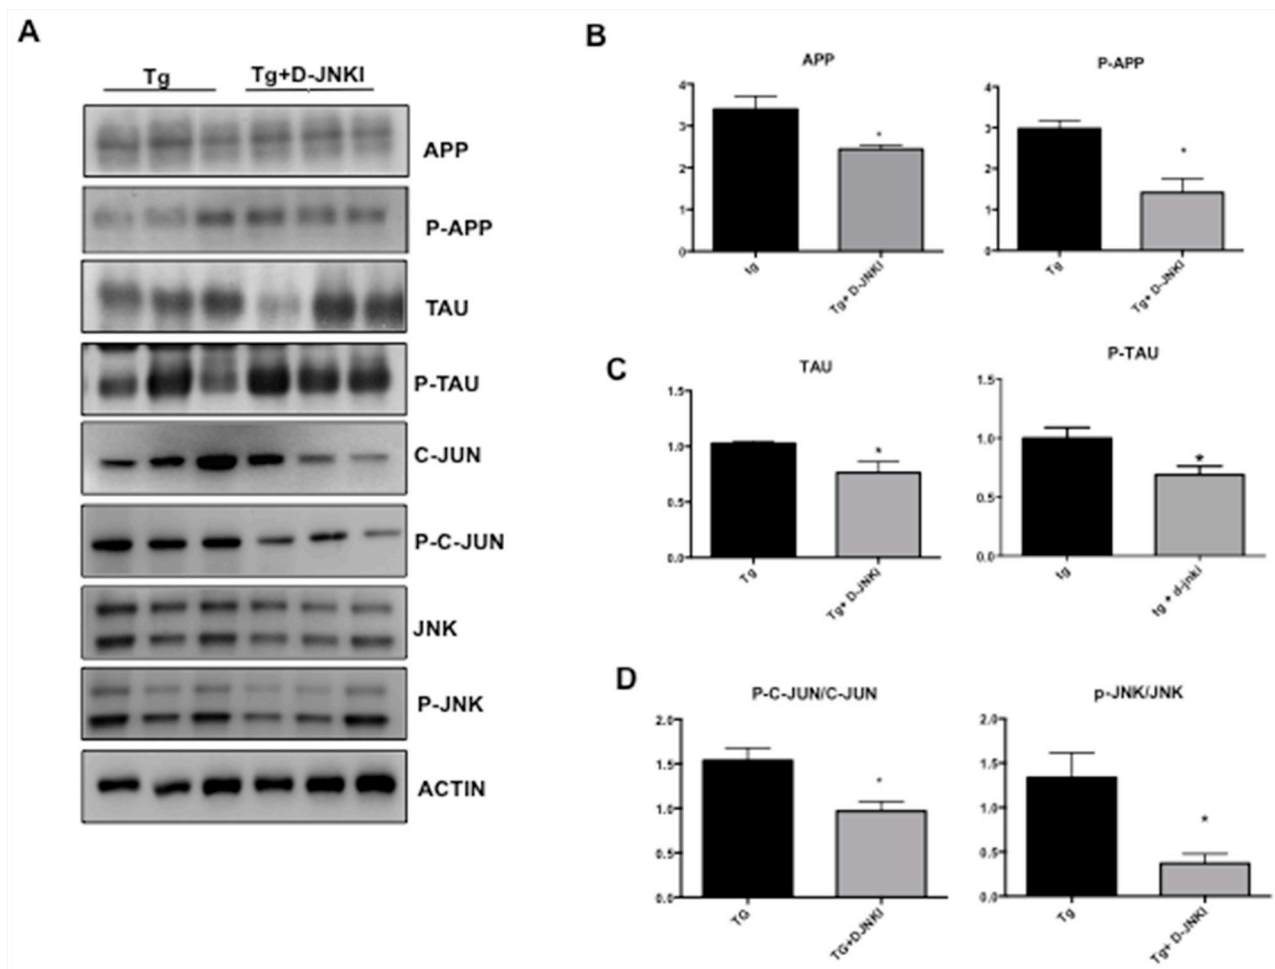 A
Tg Tg+D-JNKI
APP
P-APP
TAU
P-TAU
C-JUN
P-C-JUN
JNK
P-JNK
ACTIN
B
APP
4
3
2
1
0
tg
Tg+ D-JNKI
*
P-APP
4
3
2
1
0
Tg
Tg+ D-JNKI
*
C
TAU
1.5
1.0
0.5
0.0
Tg
Tg+ D-JNKi
*
P-TAU
1.5
1.0
0.5
0.0
tg
tg + d-jnki
*
D
P-C-JUN/C-JUN
2.0
1.5
1.0
0.5
0.0
TG
TG+DJNKI
*
p-JNK/JNK
2.0
1.5
1.0
0.5
0.0
Tg
Tg+ D-JNKI
*